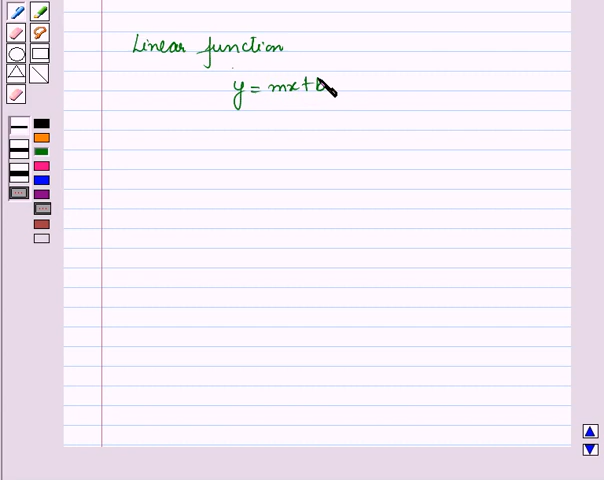 Linear function
y = mx + b